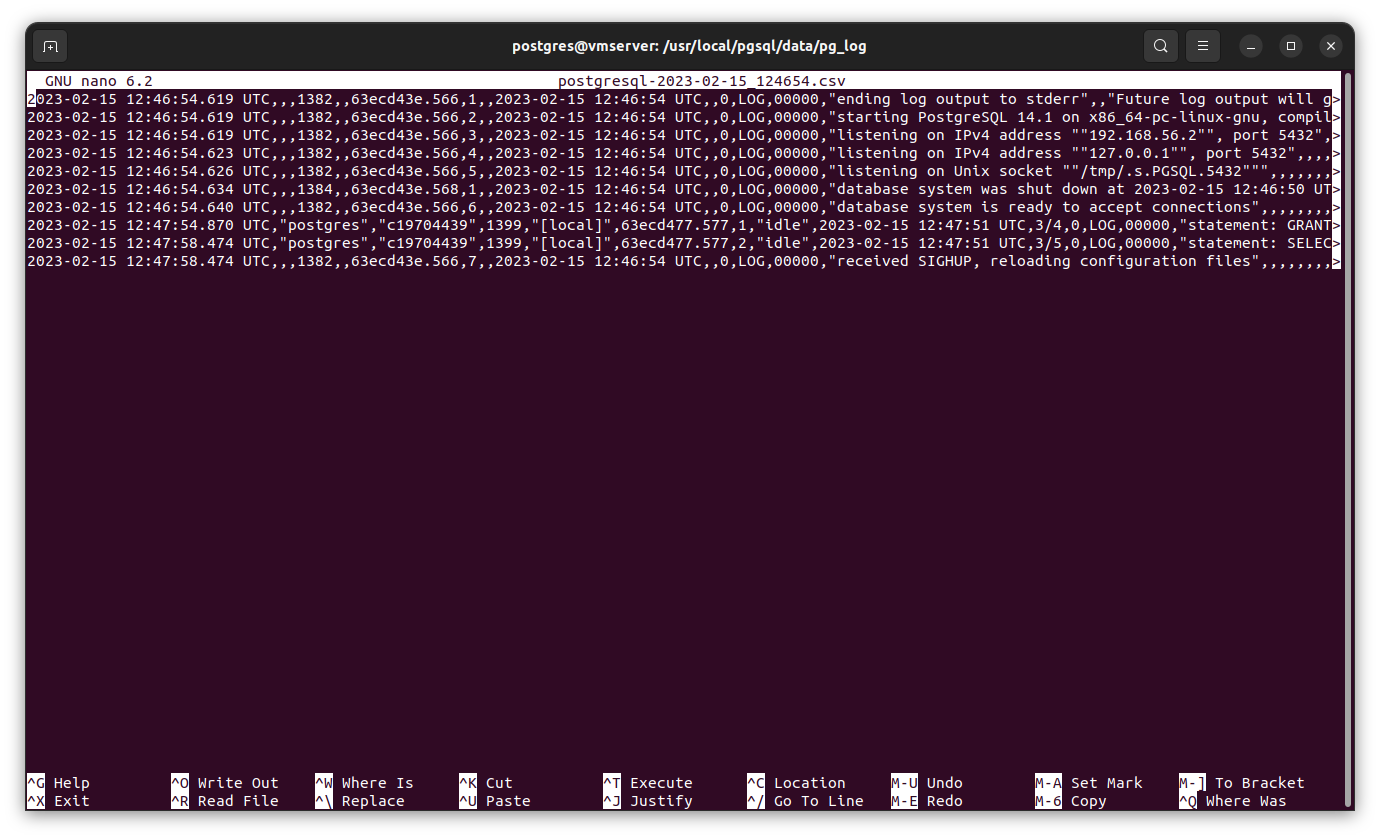 postgres@vmserver: /usr/local/pgsql/data/pg_log
GNU nano 6.2 postgresql-2023-02-15_124654.csv
2023-02-15 12:46:54.619 UTC,,,1382,,63ecd43e.566,1,,2023-02-15 12:46:54 UTC,,0,LOG,00000,"ending log output to stderr",,"Future log output will g>
2023-02-15 12:46:54.619 UTC,,,1382,,63ecd43e.566,2,,2023-02-15 12:46:54 UTC,,0,LOG,00000,"starting PostgreSQL 14.1 on x86_64-pc-linux-gnu, compil>
2023-02-15 12:46:54.619 UTC,,,1382,,63ecd43e.566,3,,2023-02-15 12:46:54 UTC,,0,LOG,00000,"listening on IPv4 address ""192.168.56.2"", port 5432",>
2023-02-15 12:46:54.623 UTC,,,1382,,63ecd43e.566,4,,2023-02-15 12:46:54 UTC,,0,LOG,00000,"listening on IPv4 address ""127.0.0.1"", port 5432",,,,>
2023-02-15 12:46:54.626 UTC,,,1382,,63ecd43e.566,5,,2023-02-15 12:46:54 UTC,,0,LOG,00000,"listening on Unix socket ""/tmp/.s.PGSQL.5432""",,,,,,,>
2023-02-15 12:46:54.634 UTC,,,1384,,63ecd43e.568,1,,2023-02-15 12:46:54 UTC,,0,LOG,00000,"database system was shut down at 2023-02-15 12:46:50 UT>
2023-02-15 12:46:54.640 UTC,,,1382,,63ecd43e.566,6,,2023-02-15 12:46:54 UTC,,0,LOG,00000,"database system is ready to accept connections",,,,,,,,>
2023-02-15 12:47:54.870 UTC,"postgres","c19704439",1399,"[local]",63ecd477.577,1,"idle",2023-02-15 12:47:51 UTC,3/4,0,LOG,00000,"statement: GRANT>
2023-02-15 12:47:58.474 UTC,"postgres","c19704439",1399,"[local]",63ecd477.577,2,"idle",2023-02-15 12:47:51 UTC,3/5,0,LOG,00000,"statement: SELEC>
2023-02-15 12:47:58.474 UTC,,,1382,,63ecd43e.566,7,,2023-02-15 12:46:54 UTC,,0,LOG,00000,"received SIGHUP, reloading configuration files",,,,,,,,>
^G Help ^O Write Out ^W Where Is ^K Cut ^T Execute ^C Location M-U Undo M-A Set Mark M-] To Bracket
^X Exit ^R Read File ^\ Replace ^U Paste ^J Justify ^/ Go To Line M-E Redo M-6 Copy ^Q Where Was